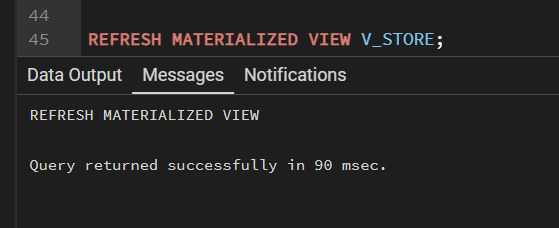 44
45 REFRESH MATERIALIZED VIEW V_STORE;
Data Output Messages Notifications
REFRESH MATERIALIZED VIEW
Query returned successfully in 90 msec.